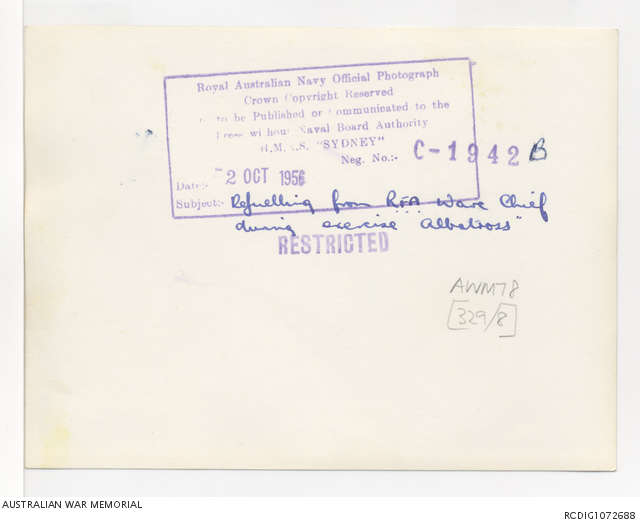 Royal Australian Navy Official Photograph
Crown Copyright Reserved
to be Published or Communicated to the
Press without Naval Board Authority
H.M.A.S. "SYDNEY"
Neg. No.:- C-1942 B
Date:- 2 OCT 1956
Subject:- Refuelling from RFA Wave Chief
during exercise "Albatross"
RESTRICTED
AWM78
[329/8]
AUSTRALIAN WAR MEMORIAL
RCDIG1072688